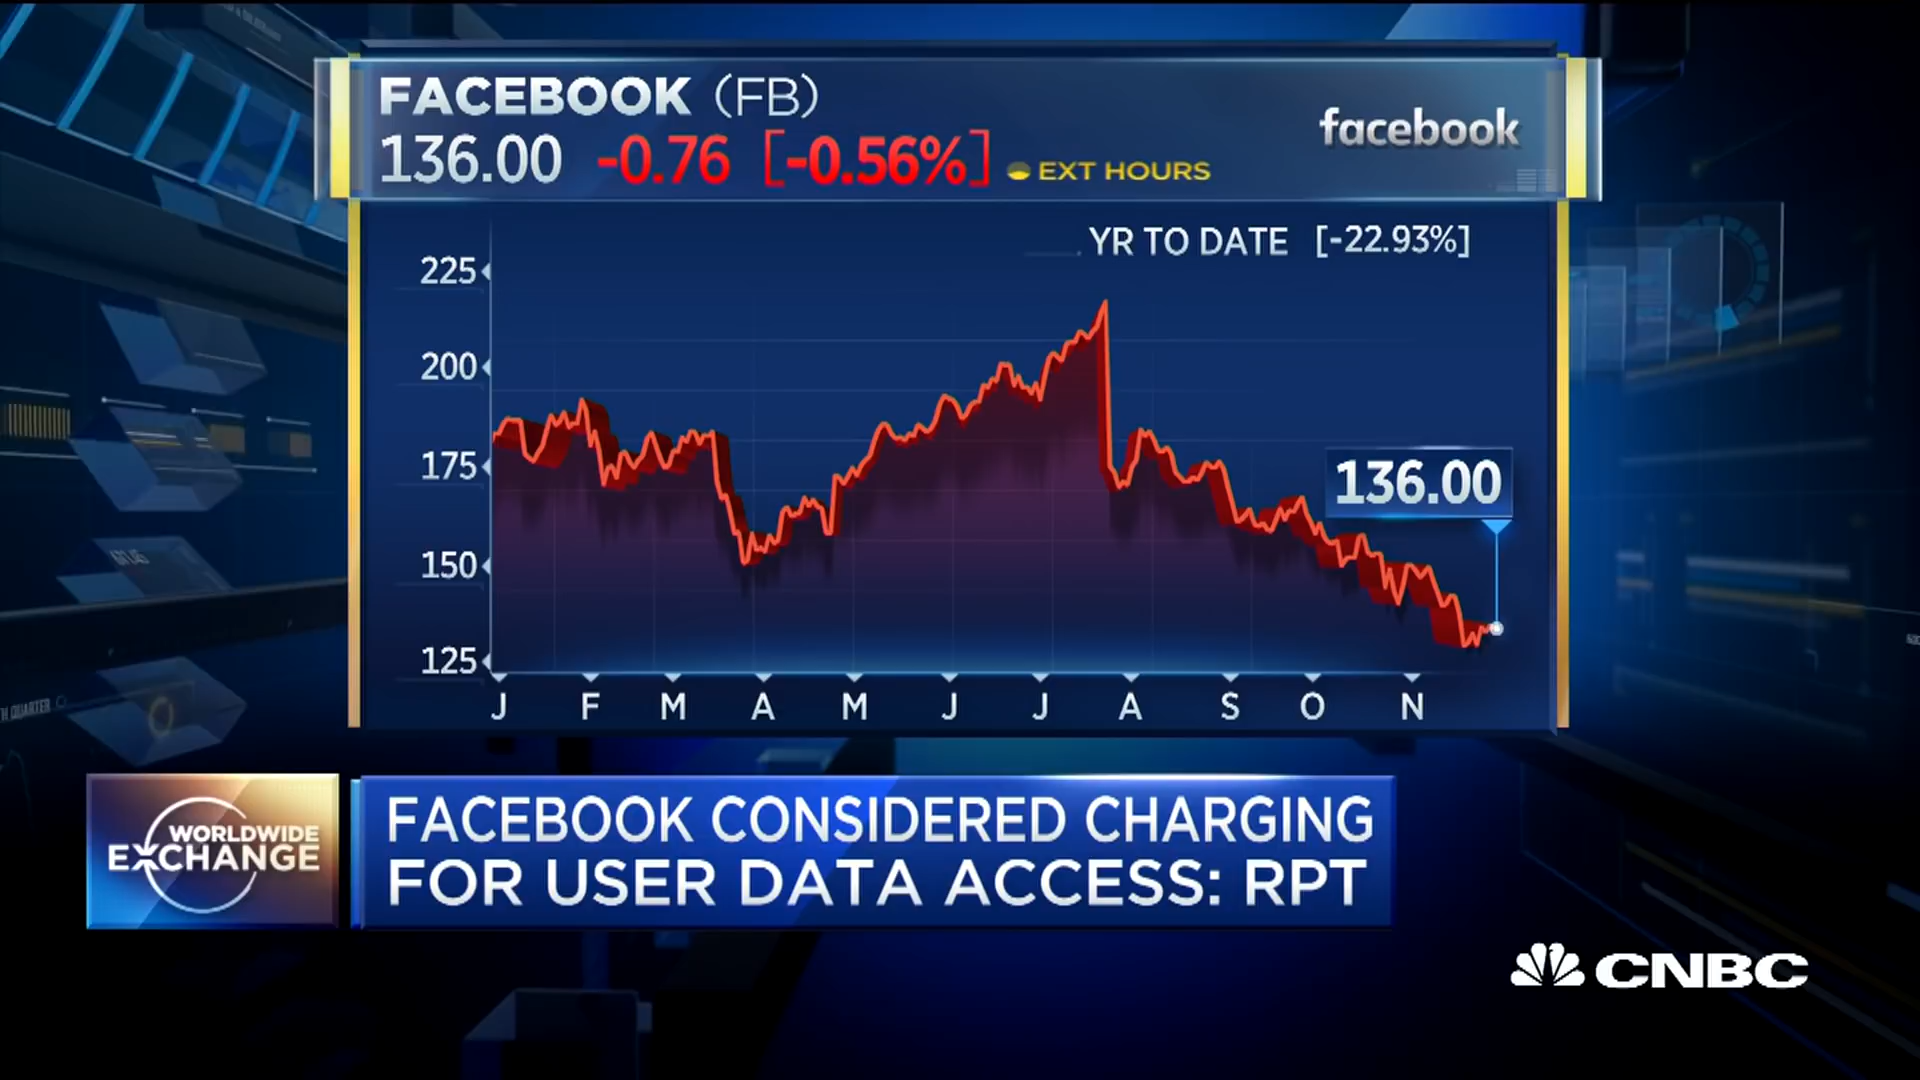 FACEBOOK (FB)
136.00 -0.76 [-0.56%] EXT HOURS
facebook
YR TO DATE [-22.93%]
225
200
175
150
125
136.00
J F M A M J J A S O N
WORLDWIDE
EXCHANGE
FACEBOOK CONSIDERED CHARGING
FOR USER DATA ACCESS: RPT
CNBC